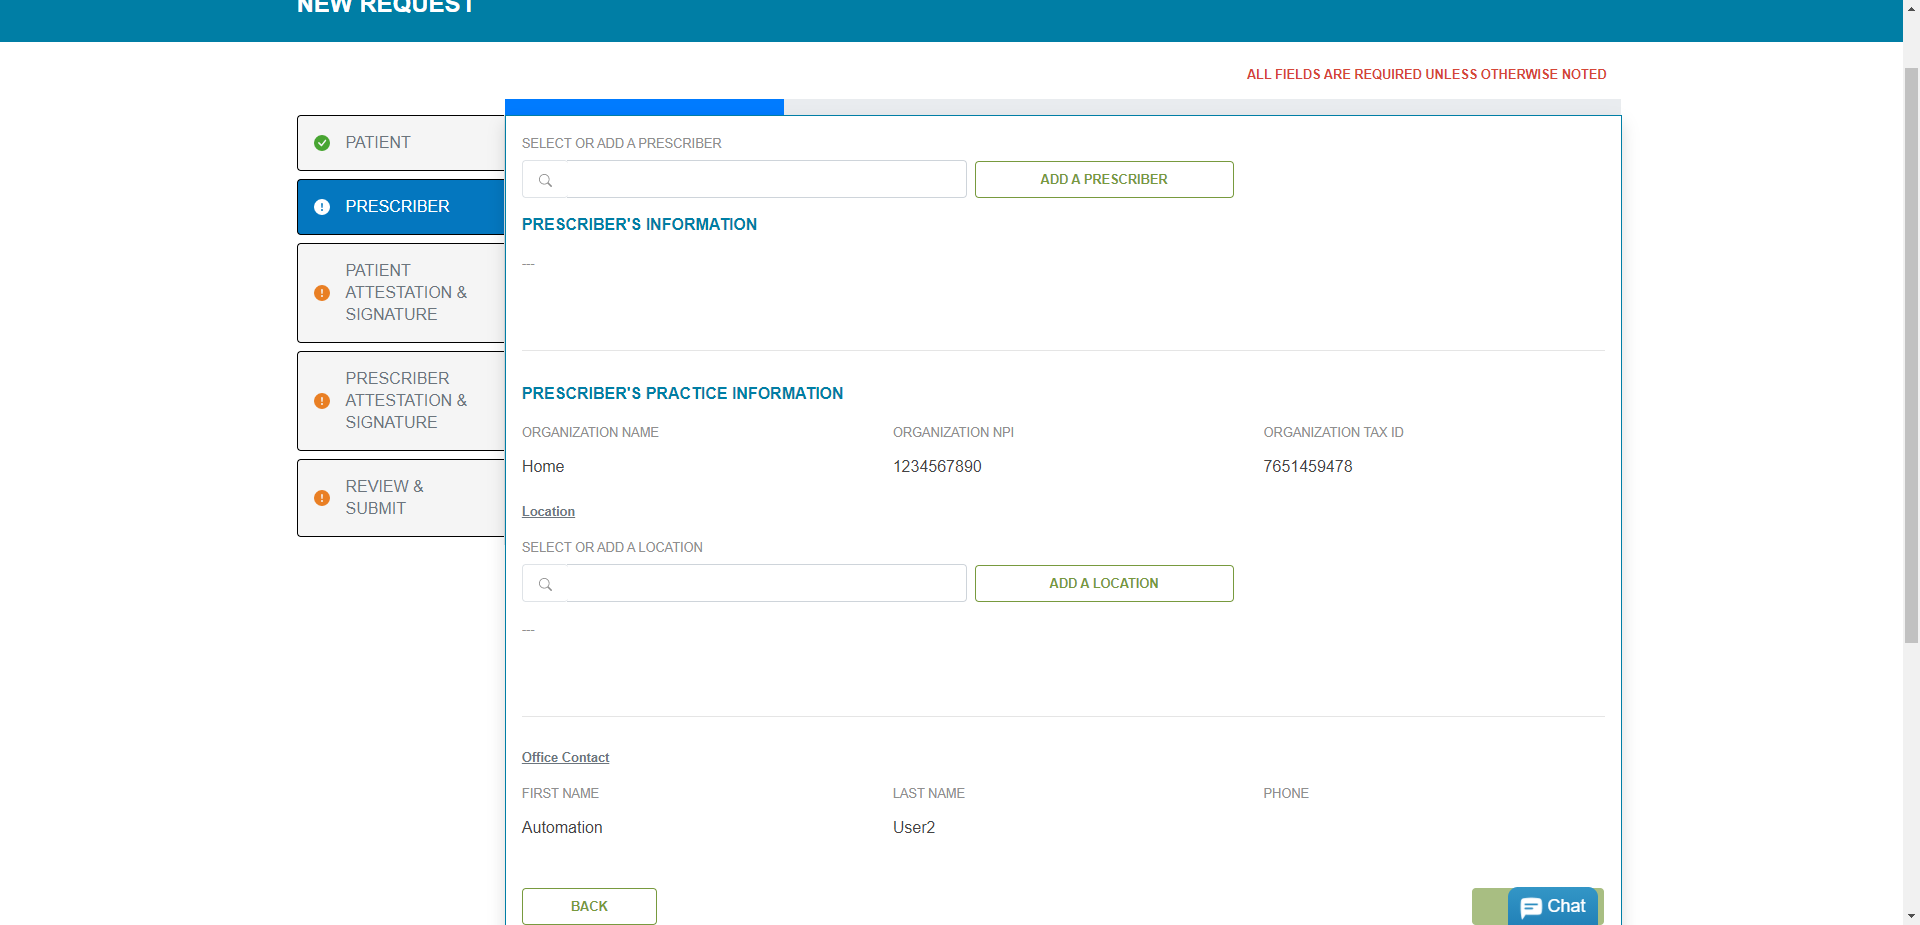 NEW REQUEST
ALL FIELDS ARE REQUIRED UNLESS OTHERWISE NOTED
PATIENT
PRESCRIBER
PATIENT
ATTESTATION &
SIGNATURE
PRESCRIBER
ATTESTATION &
SIGNATURE
REVIEW &
SUBMIT
SELECT OR ADD A PRESCRIBER
ADD A PRESCRIBER
PRESCRIBER'S INFORMATION
---
PRESCRIBER'S PRACTICE INFORMATION
ORGANIZATION NAME ORGANIZATION NPI ORGANIZATION TAX ID
Home 1234567890 7651459478
Location
SELECT OR ADD A LOCATION
ADD A LOCATION
---
Office Contact
FIRST NAME LAST NAME PHONE
Automation User2
BACK
Chat